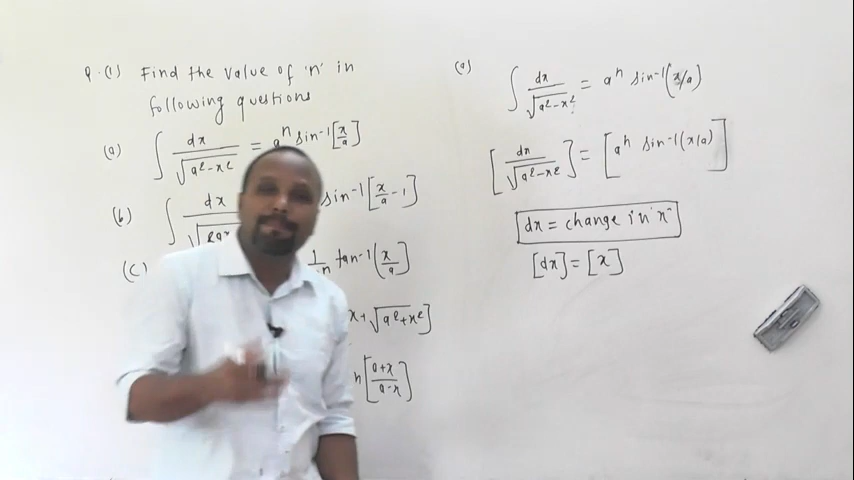 Q.(1) Find the value of 'n' in
following questions
(a) ∫ dx/√(a²-x²) = aⁿ sin-1[x/a]
(b) ∫ dx/√ sin-1[x/a - 1]
(c) tan-1(x/a)
x+√(a²+x²)]
[a+x/a-x]
(a) ∫ dx/√(a²-x²) = aⁿ sin-1(x/a)
[dx/√(a²-x²)] = [aⁿ sin-1(x/a)]
dx = change in 'x'
[dx] = [x]